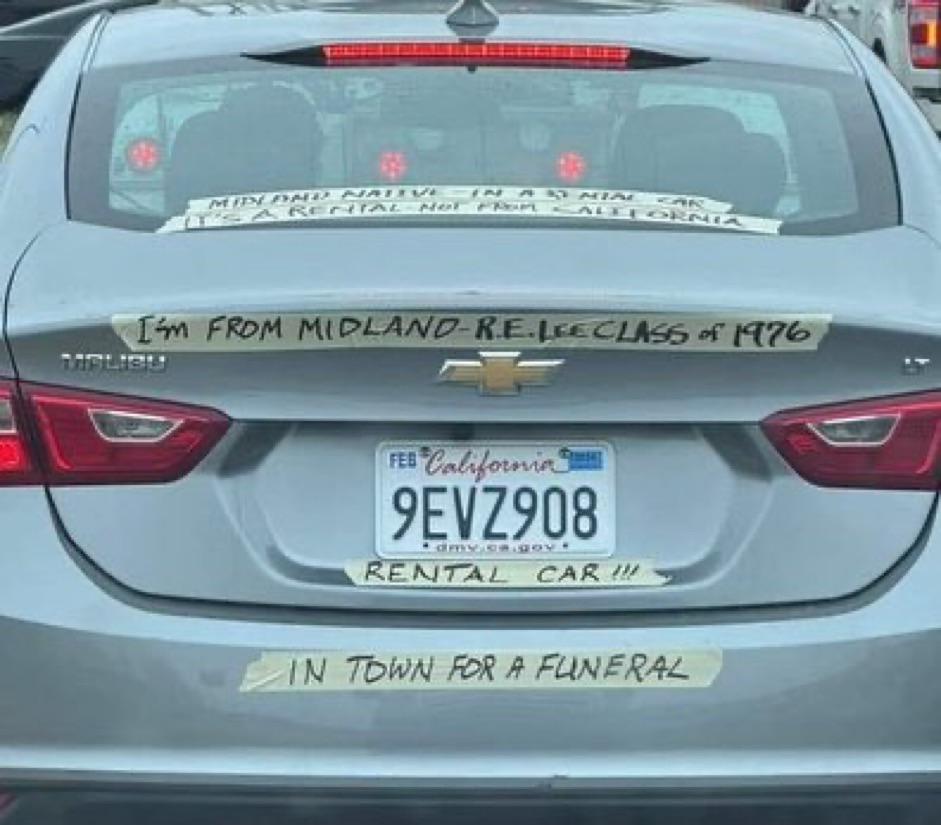 MIDLAND NATIVE - IN A RENTAL CAR
IT'S A RENTAL - NOT FROM CALIFORNIA
I'm FROM MIDLAND - R.E. LEE CLASS of 1976
MALIBU
LT
FEB California
9EVZ908
dmv.ca.gov
RENTAL CAR !!!
IN TOWN FOR A FUNERAL